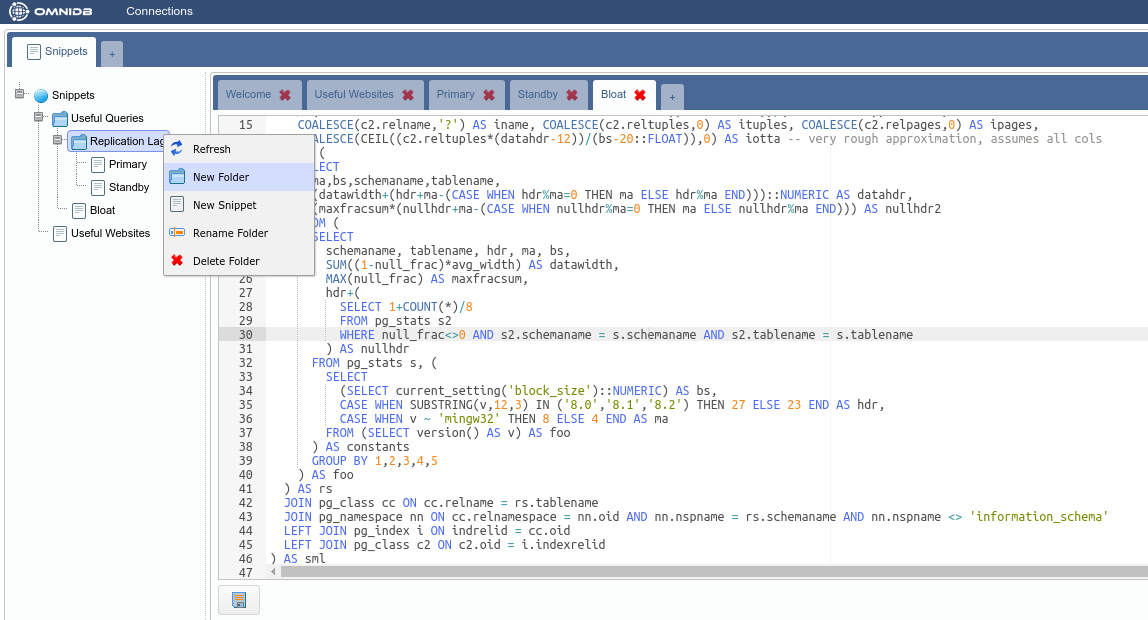 OMNIDB Connections
Snippets +
Snippets
Useful Queries
Replication Lag
Primary
Standby
Bloat
Useful Websites
Refresh
New Folder
New Snippet
Rename Folder
Delete Folder
Welcome Useful Websites Primary Standby Bloat +
15 COALESCE(c2.relname,'?') AS iname, COALESCE(c2.reltuples,0) AS ituples, COALESCE(c2.relpages,0) AS ipages,
ALESCE(CEIL((c2.reltuples*(datahdr-12))/(bs-20::FLOAT)),0) AS iotta -- very rough approximation, assumes all cols
(
LECT
ma,bs,schemaname,tablename,
(datawidth+(hdr+ma-(CASE WHEN hdr%ma=0 THEN ma ELSE hdr%ma END)))::NUMERIC AS datahdr,
(maxfracsum*(nullhdr+ma-(CASE WHEN nullhdr%ma=0 THEN ma ELSE nullhdr%ma END))) AS nullhdr2
OM (
SELECT
schemaname, tablename, hdr, ma, bs,
SUM((1-null_frac)*avg_width) AS datawidth,
26 MAX(null_frac) AS maxfracsum,
27 hdr+(
28 SELECT 1+COUNT(*)/8
29 FROM pg_stats s2
30 WHERE null_frac<>0 AND s2.schemaname = s.schemaname AND s2.tablename = s.tablename
31 ) AS nullhdr
32 FROM pg_stats s, (
33 SELECT
34 (SELECT current_setting('block_size')::NUMERIC) AS bs,
35 CASE WHEN SUBSTRING(v,12,3) IN ('8.0','8.1','8.2') THEN 27 ELSE 23 END AS hdr,
36 CASE WHEN v ~ 'mingw32' THEN 8 ELSE 4 END AS ma
37 FROM (SELECT version() AS v) AS foo
38 ) AS constants
39 GROUP BY 1,2,3,4,5
40 ) AS foo
41 ) AS rs
42 JOIN pg_class cc ON cc.relname = rs.tablename
43 JOIN pg_namespace nn ON cc.relnamespace = nn.oid AND nn.nspname = rs.schemaname AND nn.nspname <> 'information_schema'
44 LEFT JOIN pg_index i ON indrelid = cc.oid
45 LEFT JOIN pg_class c2 ON c2.oid = i.indexrelid
46 ) AS sml
47